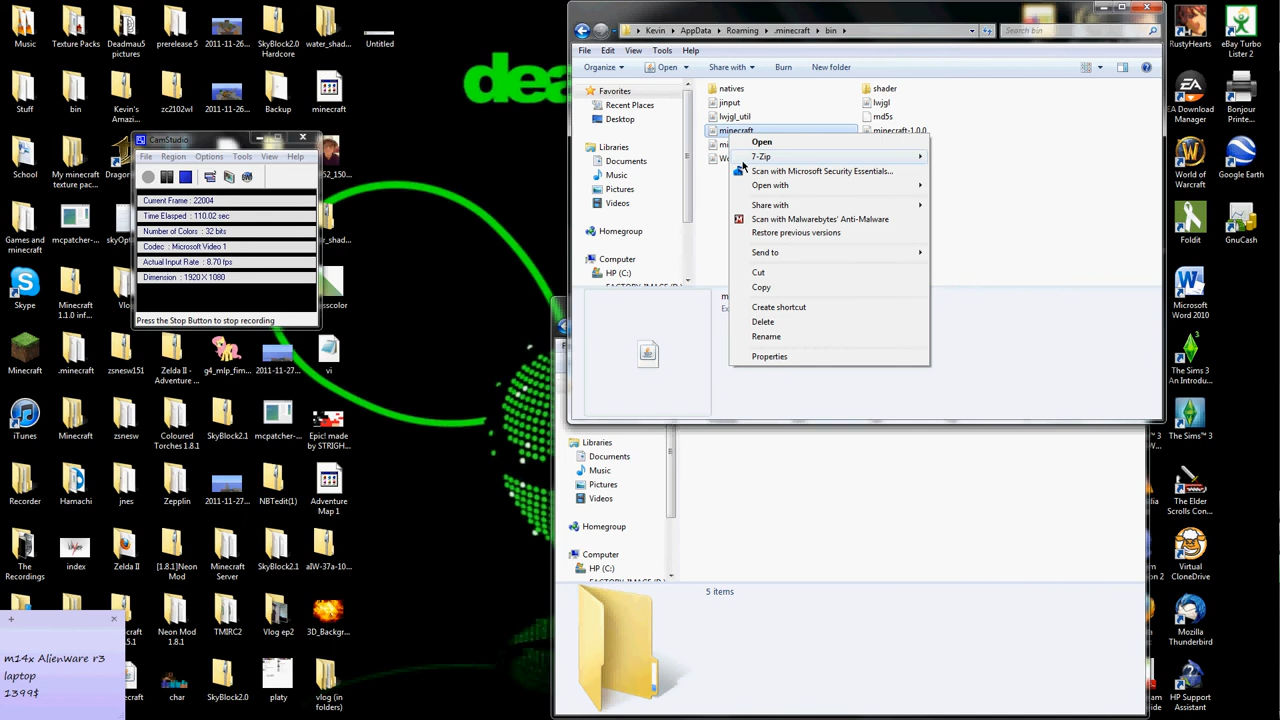 Music
Texture Packs
Deadmau5 pictures
prerelease 5
2011-11-26...
SkyBlock2.0 Hardcore
water_shad...
Untitled
Stuff
bin
Kevin's Amazi...
zc2102wl
2011-11-26...
Backup
minecraft
CamStudio
File Region Options Tools View Help
Current Frame : 22004
Time Elasped : 110.02 sec
Number of Colors : 32 bits
Codec : Microsoft Video 1
Actual Input Rate : 8.70 fps
Dimension : 1920 X 1080
Press the Stop Button to stop recording
School
My minecraft texture pac...
Dragon
Games and minecraft
mcpatcher-...
skyOpt
Skype
Minecraft 1.1.0 inf...
Vlo
Minecraft
.minecraft
zsnesw151
Zelda II - Adventure ...
g4_mlp_fim...
2011-11-27...
vi
iTunes
Minecraft
zsnesw
Coloured Torches 1.8.1
SkyBlock2.1
mcpatcher-...
Epic! made by STRIGH...
Recorder
Hamachi
jnes
Zepplin
2011-11-27...
NBTedit(1)
Adventure Map 1
The Recordings
index
Zelda II
[1.8.1]Neon Mod
Minecraft Server
SkyBlock2.1
alW-37a-10...
Neon Mod 1.8.1
TMIRC2
Vlog ep2
3D_Backgr...
char
SkyBlock2.0
platy
vlog (in folders)
m14x AlienWare r3
laptop
1399$
dea
Kevin AppData Roaming .minecraft bin
Search bin
File Edit View Tools Help
Organize Open Share with Burn New folder
Favorites
Recent Places
Desktop
Libraries
Documents
Music
Pictures
Videos
Homegroup
Computer
HP (C:)
FACTORY_IMAGE (D:)
natives
shader
jinput
lwjgl
lwjgl_util
md5s
minecraft
minecraft-1.0.0
Open
7-Zip
Scan with Microsoft Security Essentials...
Open with
Share with
Scan with Malwarebytes' Anti-Malware
Restore previous versions
Send to
Cut
Copy
Create shortcut
Delete
Rename
Properties
Libraries
Documents
Music
Pictures
Videos
Homegroup
Computer
HP (C:)
FACTORY_IMAGE (D:)
5 items
RustyHearts
eBay Turbo Lister 2
EA Download Manager
Bonjour Printe...
World of Warcraft
Google Earth
Foldit
GnuCash
Microsoft Word 2010
The Sims 3 An Introdu...
The Sims™ 3
The Elder Scrolls Con...
Virtual CloneDrive
Mozilla Thunderbird
HP Support Assistant